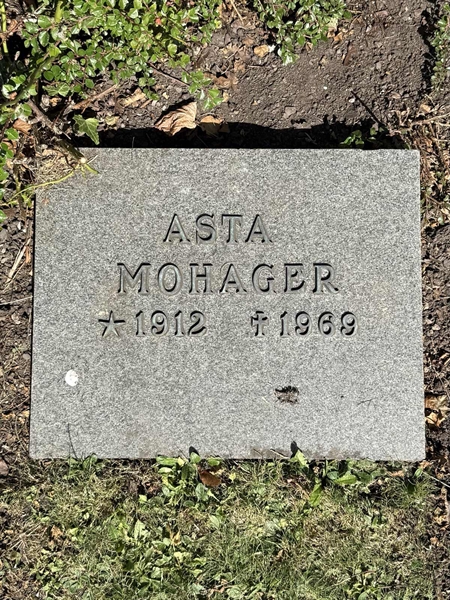 ASTA
MOHAGER
☆ 1912 † 1969